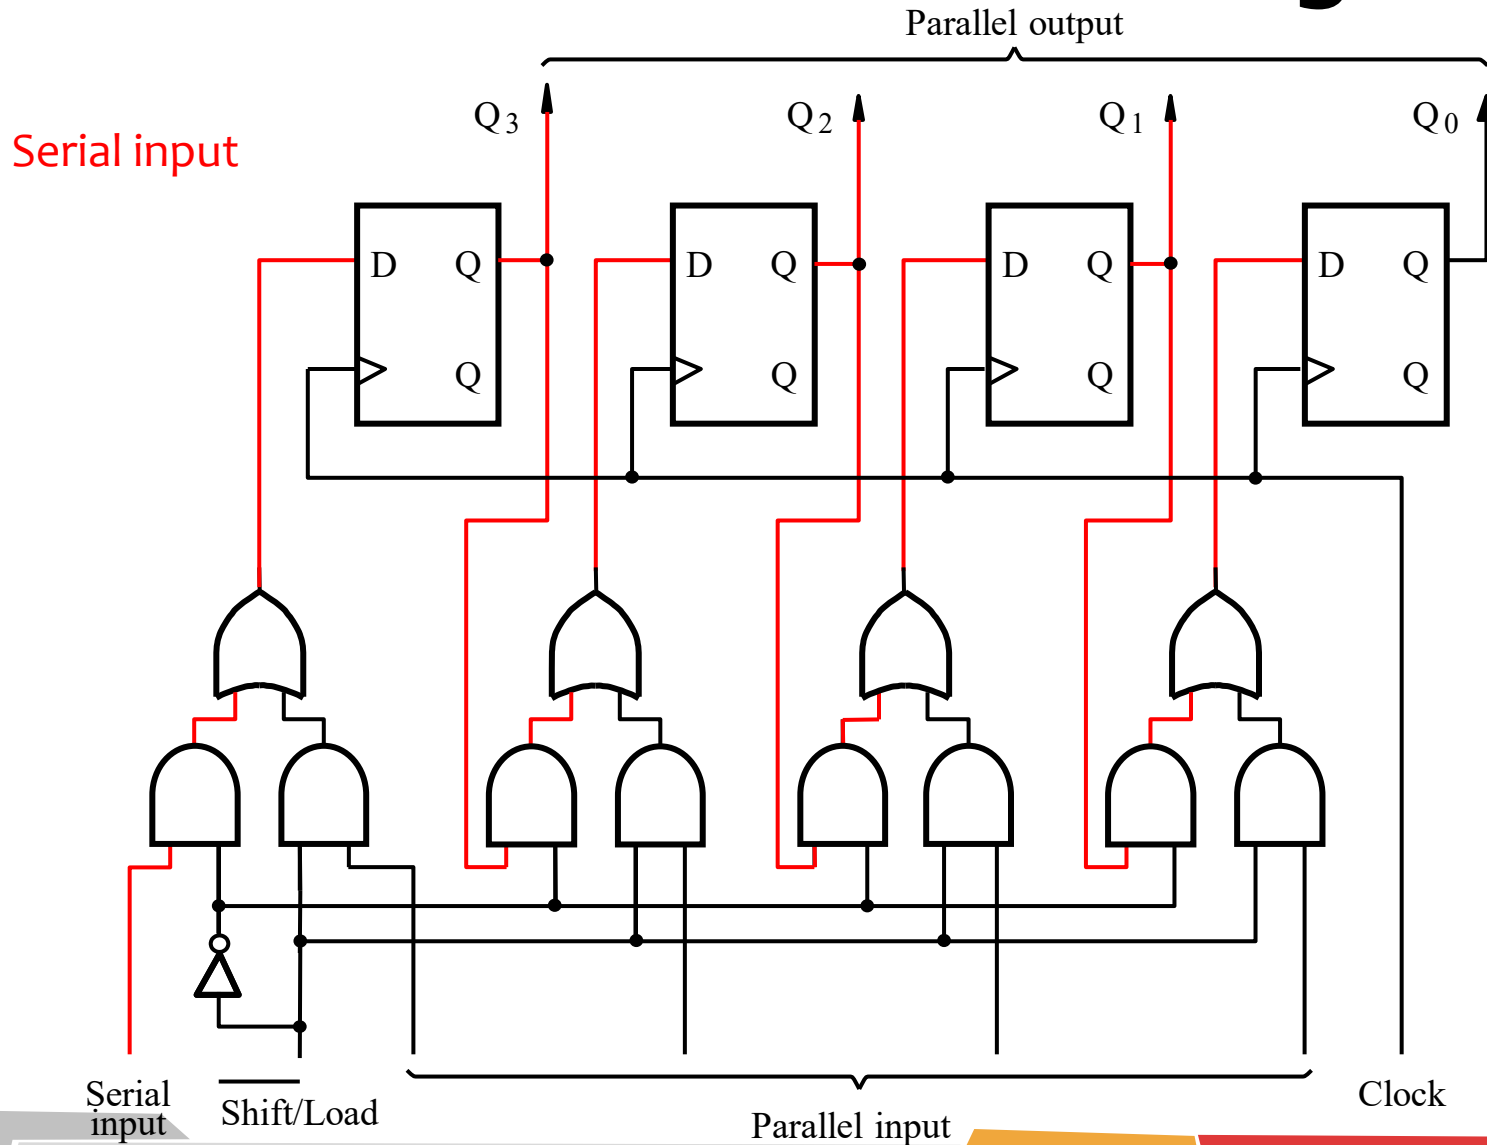 Parallel output
Q3 Q2 Q1 Q0
Serial input
D Q D Q D Q D Q
Q Q Q Q
Serial
input
Shift/Load
Parallel input
Clock